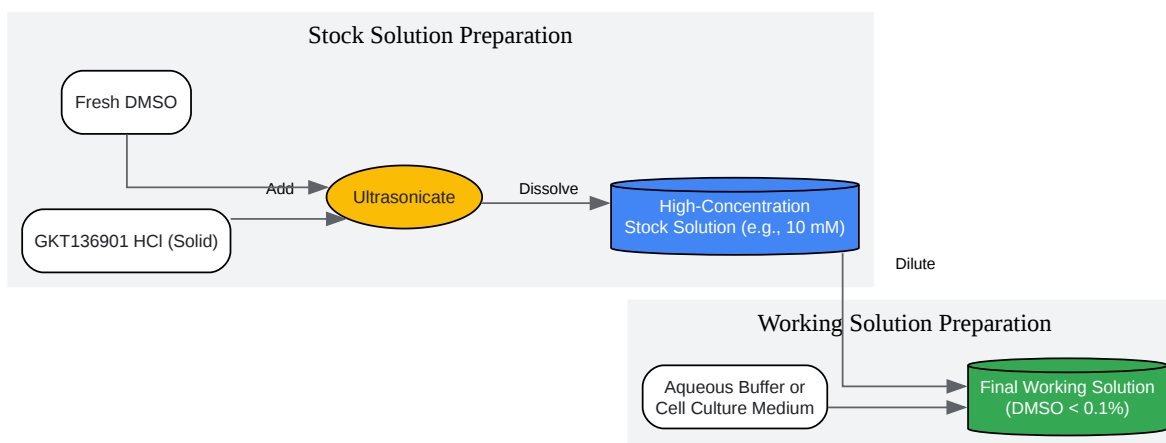 Stock Solution Preparation
Fresh DMSO
Add
Ultrasonicate
Dissolve
High-Concentration
Stock Solution (e.g., 10 mM)
GKT136901 HCl (Solid)
Dilute
Working Solution Preparation
Aqueous Buffer or
Cell Culture Medium
Final Working Solution
(DMSO < 0.1%)